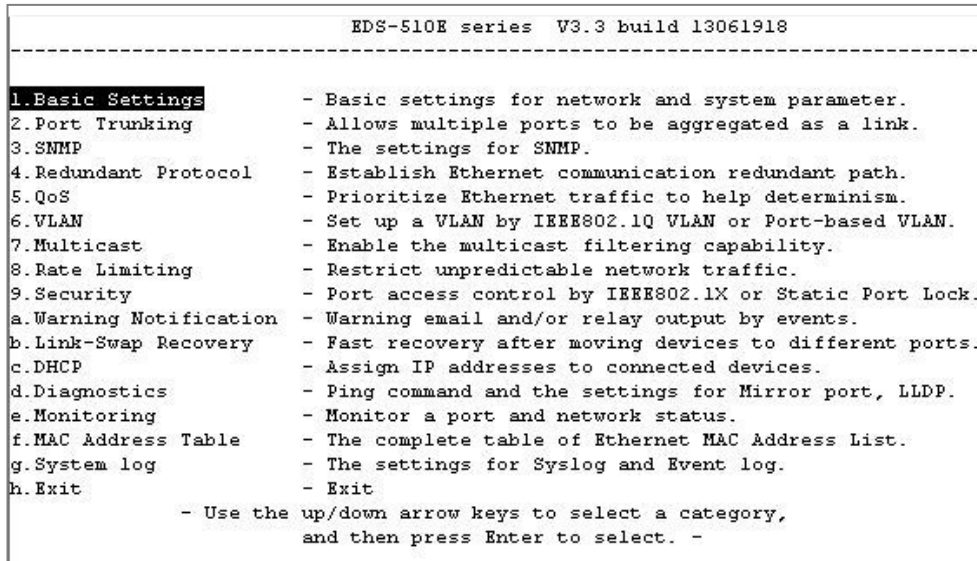 EDS-510E series V3.3 build 13061918
1.Basic Settings - Basic settings for network and system parameter.
2.Port Trunking - Allows multiple ports to be aggregated as a link.
3.SNMP - The settings for SNMP.
4.Redundant Protocol - Establish Ethernet communication redundant path.
5.QoS - Prioritize Ethernet traffic to help determinism.
6.VLAN - Set up a VLAN by IEEE802.1Q VLAN or Port-based VLAN.
7.Multicast - Enable the multicast filtering capability.
8.Rate Limiting - Restrict unpredictable network traffic.
9.Security - Port access control by IEEE802.1X or Static Port Lock.
a.Warning Notification - Warning email and/or relay output by events.
b.Link-Swap Recovery - Fast recovery after moving devices to different ports.
c.DHCP - Assign IP addresses to connected devices.
d.Diagnostics - Ping command and the settings for Mirror port, LLDP.
e.Monitoring - Monitor a port and network status.
f.MAC Address Table - The complete table of Ethernet MAC Address List.
g.System log - The settings for Syslog and Event log.
h.Exit - Exit
- Use the up/down arrow keys to select a category,
and then press Enter to select. -